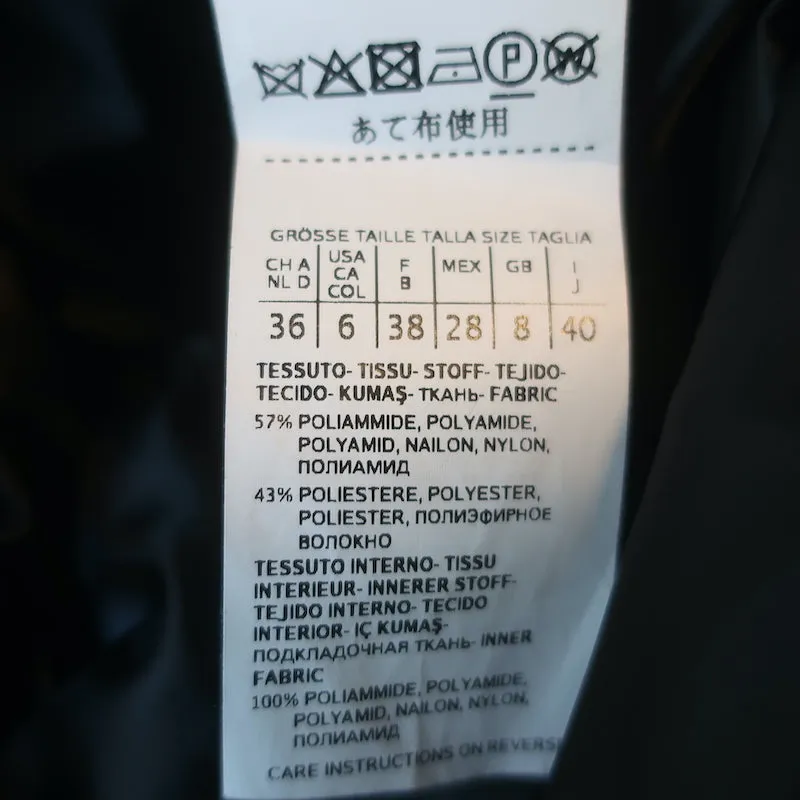 P W
あて布使用
GRÖSSE TAILLE TALLA SIZE TAGLIA
CH A NL D USA CA COL F B MEX GB I J
36 6 38 28 8 40
TESSUTO- TISSU- STOFF- TEJIDO-
TECIDO- KUMAŞ- ТКАНЬ- FABRIC
57% POLIAMMIDE, POLYAMIDE,
POLYAMID, NAILON, NYLON,
ПОЛИАМИД
43% POLIESTERE, POLYESTER,
POLIESTER, ПОЛИЭФИРНОЕ
ВОЛОКНО
TESSUTO INTERNO- TISSU
INTERIEUR- INNERER STOFF-
TEJIDO INTERNO- TECIDO
INTERIOR- IÇ KUMAŞ-
ПОДКЛАДОЧНАЯ ТКАНЬ- INNER
FABRIC
100% POLIAMMIDE, POLYAMIDE,
POLYAMID, NAILON, NYLON,
ПОЛИАМИД
CARE INSTRUCTIONS ON REVERS